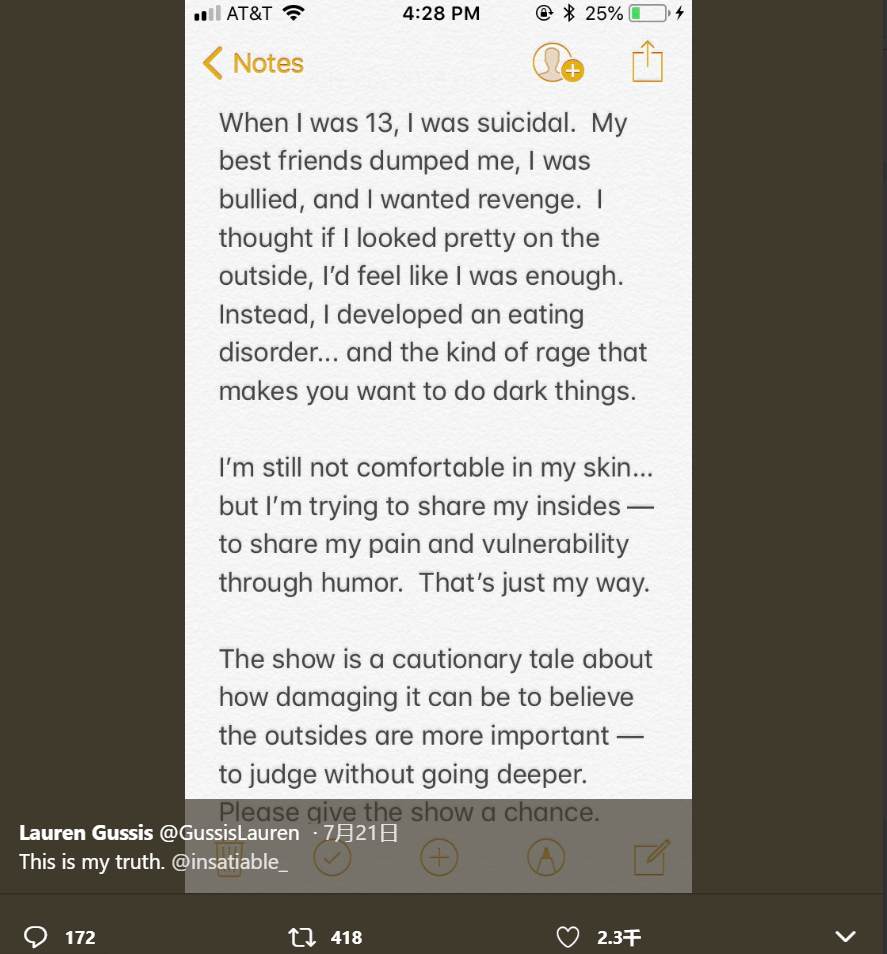 AT&T 4:28 PM 25%
Notes
When I was 13, I was suicidal.  My
best friends dumped me, I was
bullied, and I wanted revenge.  I
thought if I looked pretty on the
outside, I'd feel like I was enough.
Instead, I developed an eating
disorder... and the kind of rage that
makes you want to do dark things.
I'm still not comfortable in my skin...
but I'm trying to share my insides —
to share my pain and vulnerability
through humor.  That's just my way.
The show is a cautionary tale about
how damaging it can be to believe
the outsides are more important —
to judge without going deeper.
Please give the show a chance.
Lauren Gussis @GussisLauren · 7月21日
This is my truth. @insatiable_
172 418 2.3千